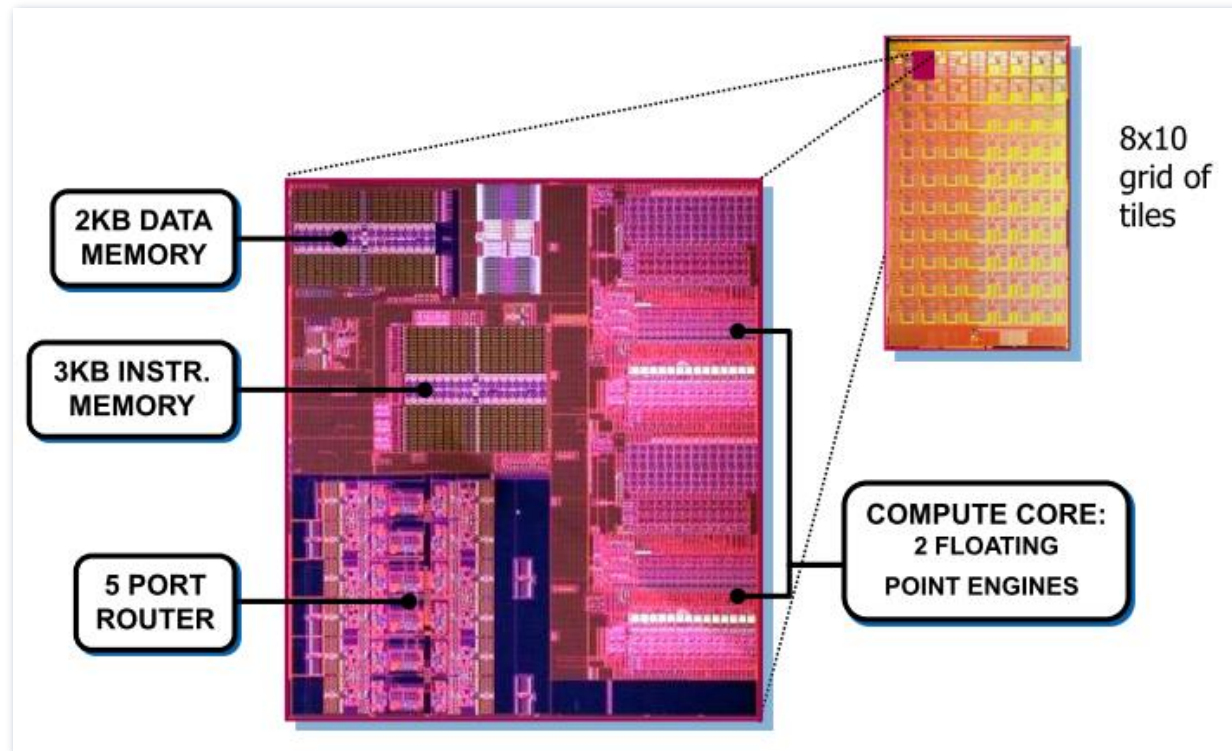 8x10
grid of
tiles
2KB DATA
MEMORY
3KB INSTR.
MEMORY
5 PORT
ROUTER
COMPUTE CORE:
2 FLOATING
POINT ENGINES